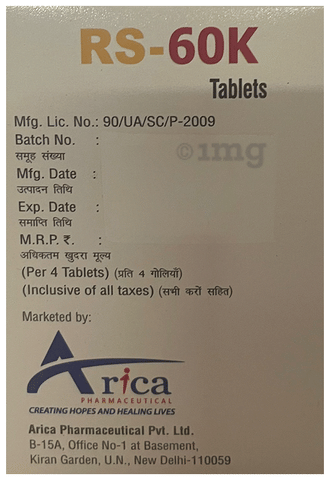 RS-60K
Tablets
Mfg. Lic. No.: 90/UA/SC/P-2009
Batch No. :
समूह संख्या
Mfg. Date :
उत्पादन तिथि
Exp. Date :
समाप्ति तिथि
M.R.P. ₹. :
अधिकतम खुदरा मूल्य
(Per 4 Tablets) (प्रति 4 गोलियाँ)
(Inclusive of all taxes) (सभी करों सहित)
Marketed by:
Arica
PHARMACEUTICAL
CREATING HOPES AND HEALING LIVES
Arica Pharmaceutical Pvt. Ltd.
B-15A, Office No-1 at Basement,
Kiran Garden, U.N., New Delhi-110059
©1mg